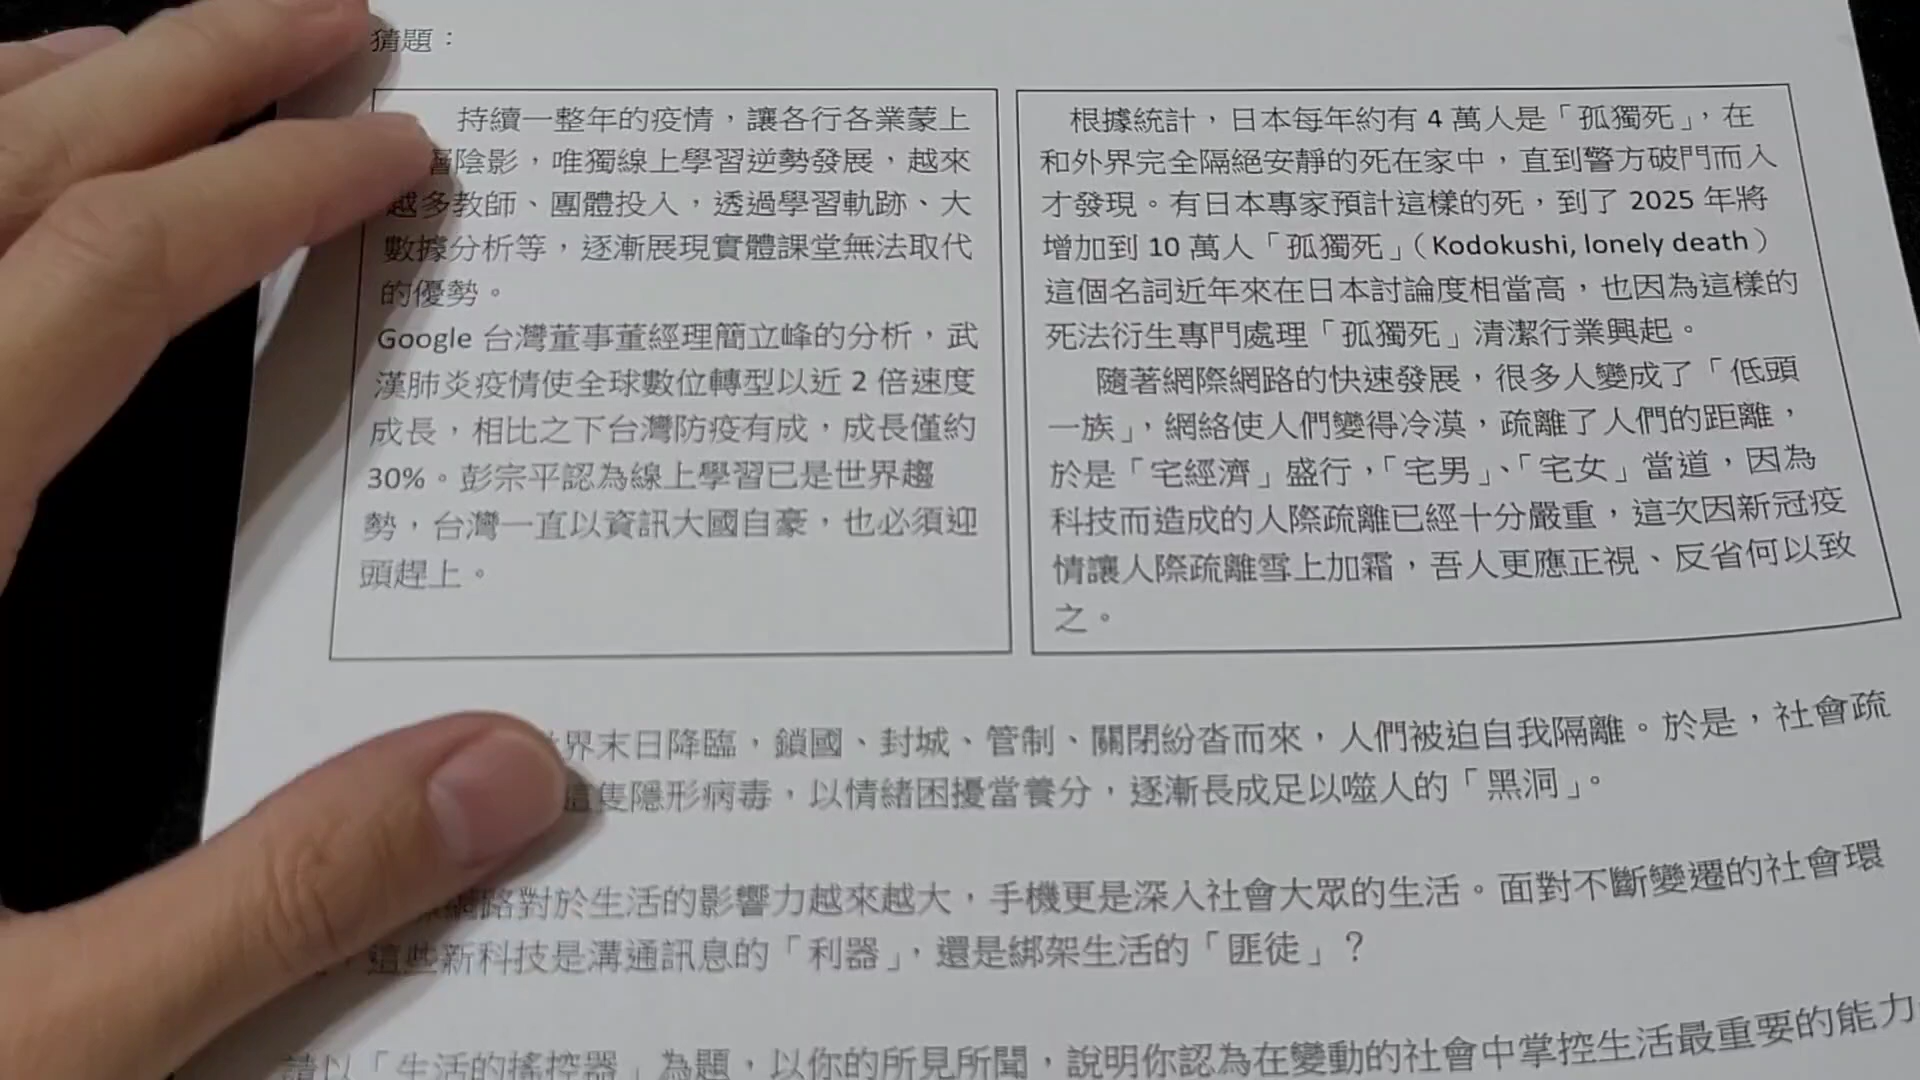 猜題：
持續一整年的疫情，讓各行各業蒙上
層陰影，唯獨線上學習逆勢發展，越來
越多教師、團體投入，透過學習軌跡、大
數據分析等，逐漸展現實體課堂無法取代
的優勢。
Google 台灣董事董經理簡立峰的分析，武
漢肺炎疫情使全球數位轉型以近 2 倍速度
成長，相比之下台灣防疫有成，成長僅約
30%。彭宗平認為線上學習已是世界趨
勢，台灣一直以資訊大國自豪，也必須迎
頭趕上。
根據統計，日本每年約有 4 萬人是「孤獨死」，在
和外界完全隔絕安靜的死在家中，直到警方破門而入
才發現。有日本專家預計這樣的死，到了 2025 年將
增加到 10 萬人「孤獨死」（Kodokushi, lonely death）
這個名詞近年來在日本討論度相當高，也因為這樣的
死法衍生專門處理「孤獨死」清潔行業興起。
隨著網際網路的快速發展，很多人變成了「低頭
一族」，網絡使人們變得冷漠，疏離了人們的距離，
於是「宅經濟」盛行，「宅男」、「宅女」當道，因為
科技而造成的人際疏離已經十分嚴重，這次因新冠疫
情讓人際疏離雪上加霜，吾人更應正視、反省何以致
之。
界末日降臨，鎖國、封城、管制、關閉紛沓而來，人們被迫自我隔離。於是，社會疏
這隻隱形病毒，以情緒困擾當養分，逐漸長成足以噬人的「黑洞」。
網路對於生活的影響力越來越大，手機更是深入社會大眾的生活。面對不斷變遷的社會環
，這些新科技是溝通訊息的「利器」，還是綁架生活的「匪徒」？
請以「生活的搖控器」為題，以你的所見所聞，說明你認為在變動的社會中掌控生活最重要的能力